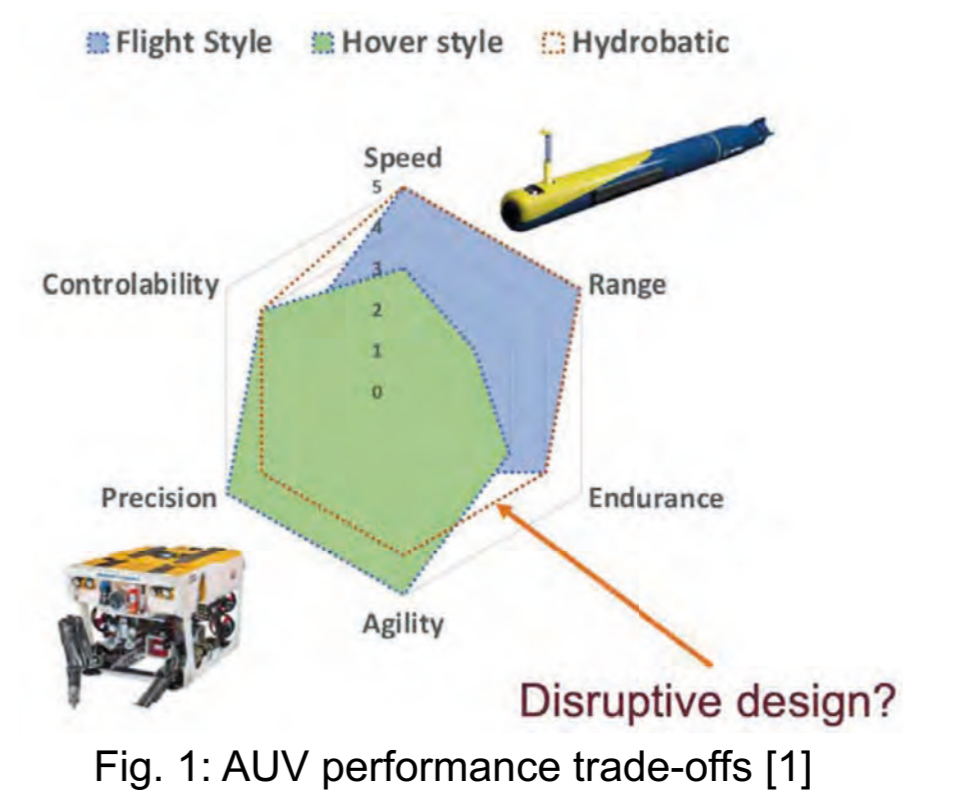 Flight Style Hover style Hydrobatic
Speed
5
4
3
2
1
0
Controlability
Range
Precision
Endurance
Agility
Disruptive design?
Fig. 1: AUV performance trade-offs [1]